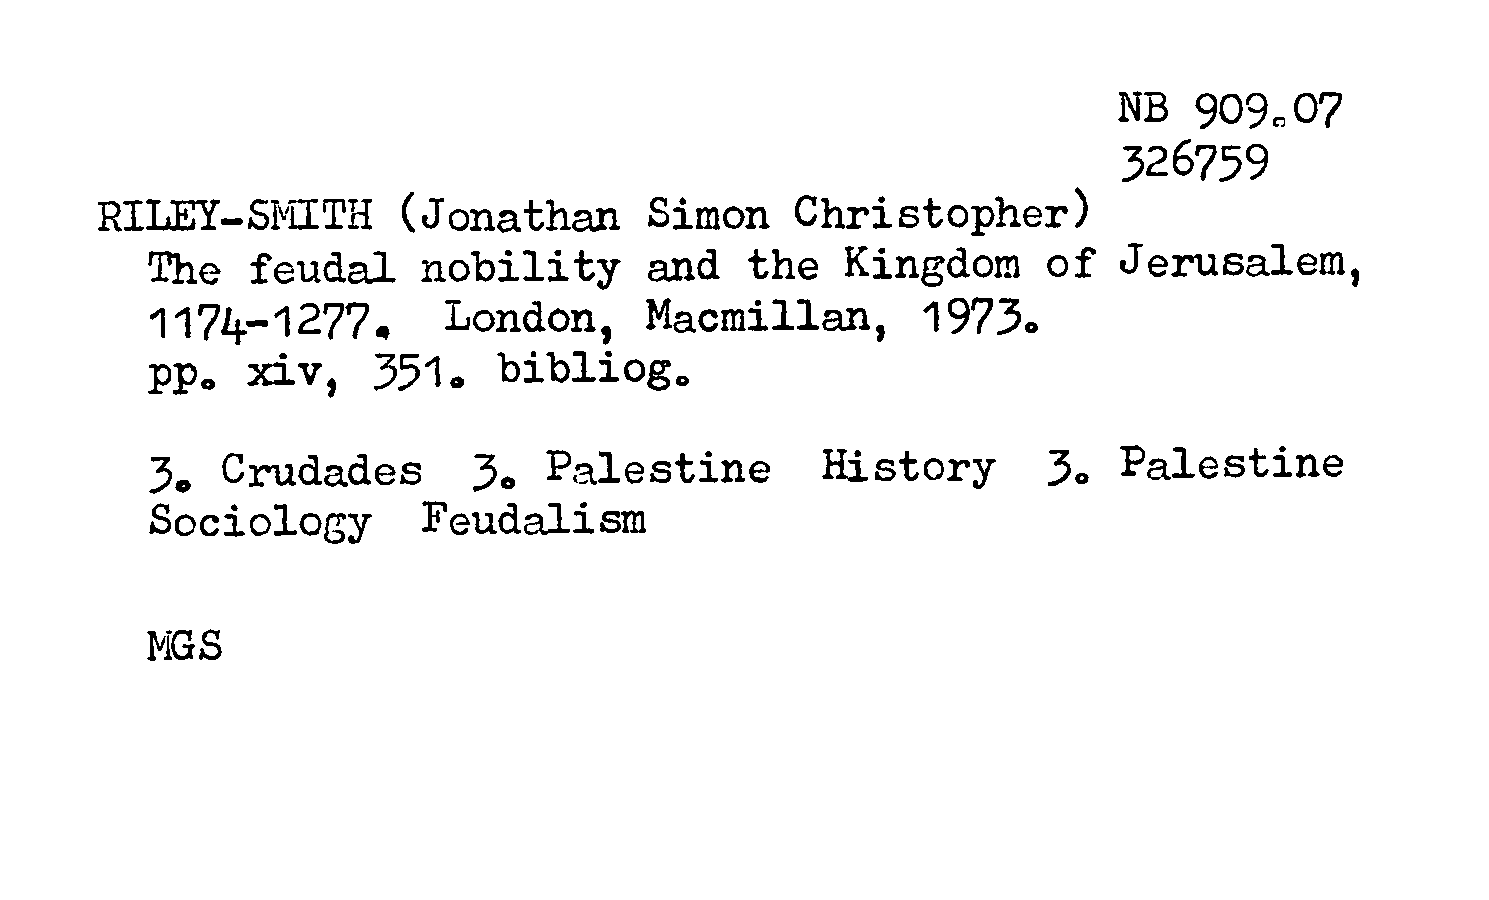 NB 909.07
326759
RILEY-SMITH (Jonathan Simon Christopher)
The feudal nobility and the Kingdom of Jerusalem,
1174-1277. London, Macmillan, 1973.
pp. xiv, 351. bibliog.
3. Crudades 3. Palestine History 3. Palestine
Sociology Feudalism
MGS